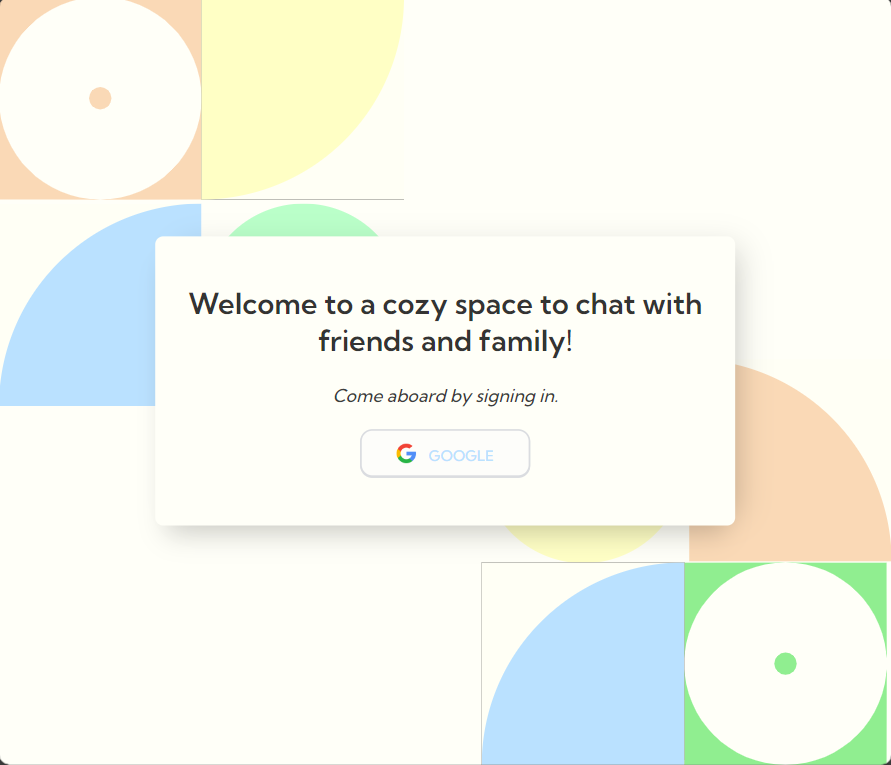 Welcome to a cozy space to chat with
friends and family!
Come aboard by signing in.
GOOGLE